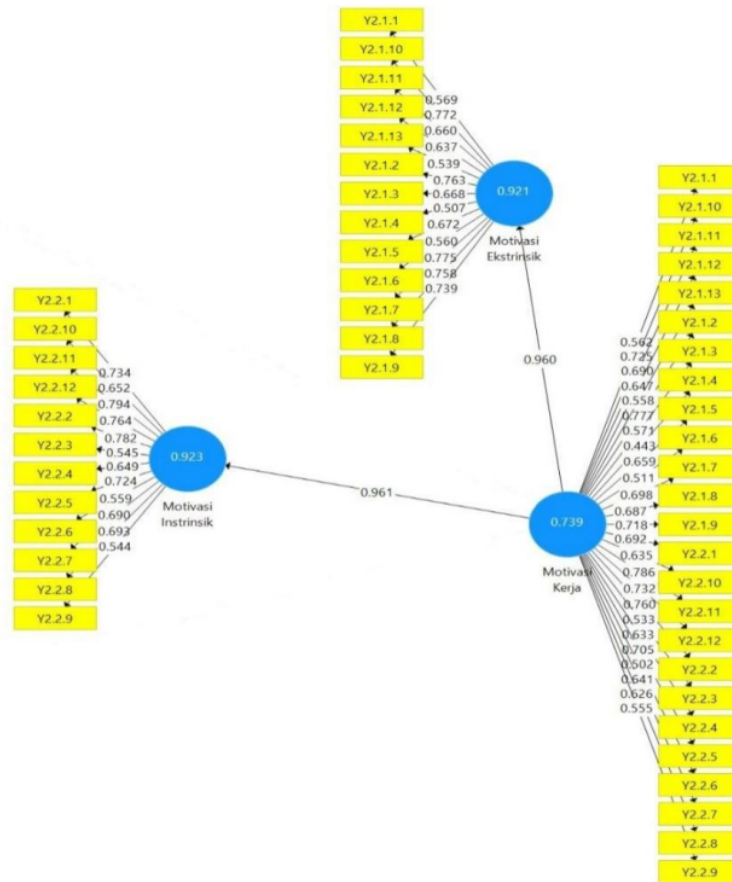 Y2.1.1
Y2.1.10
Y2.1.11
Y2.1.12
Y2.1.13
Y2.1.2
Y2.1.3
Y2.1.4
Y2.1.5
Y2.1.6
Y2.1.7
Y2.1.8
Y2.1.9
0.569
0.772
0.660
0.637
0.539
0.763
0.668
0.507
0.672
0.560
0.775
0.758
0.739
0.921
Motivasi
Ekstrinsik
0.960
Y2.2.1
Y2.2.10
Y2.2.11
Y2.2.12
Y2.2.2
Y2.2.3
Y2.2.4
Y2.2.5
Y2.2.6
Y2.2.7
Y2.2.8
Y2.2.9
0.734
0.652
0.794
0.764
0.782
0.545
0.649
0.724
0.559
0.690
0.693
0.544
0.923
Motivasi
Instrinsik
0.961
0.739
Motivasi
Kerja
0.562
0.725
0.690
0.647
0.558
0.777
0.571
0.443
0.659
0.511
0.698
0.687
0.718
0.692
0.635
0.786
0.732
0.760
0.533
0.633
0.705
0.502
0.641
0.626
0.555
Y2.1.1
Y2.1.10
Y2.1.11
Y2.1.12
Y2.1.13
Y2.1.2
Y2.1.3
Y2.1.4
Y2.1.5
Y2.1.6
Y2.1.7
Y2.1.8
Y2.1.9
Y2.2.1
Y2.2.10
Y2.2.11
Y2.2.12
Y2.2.2
Y2.2.3
Y2.2.4
Y2.2.5
Y2.2.6
Y2.2.7
Y2.2.8
Y2.2.9